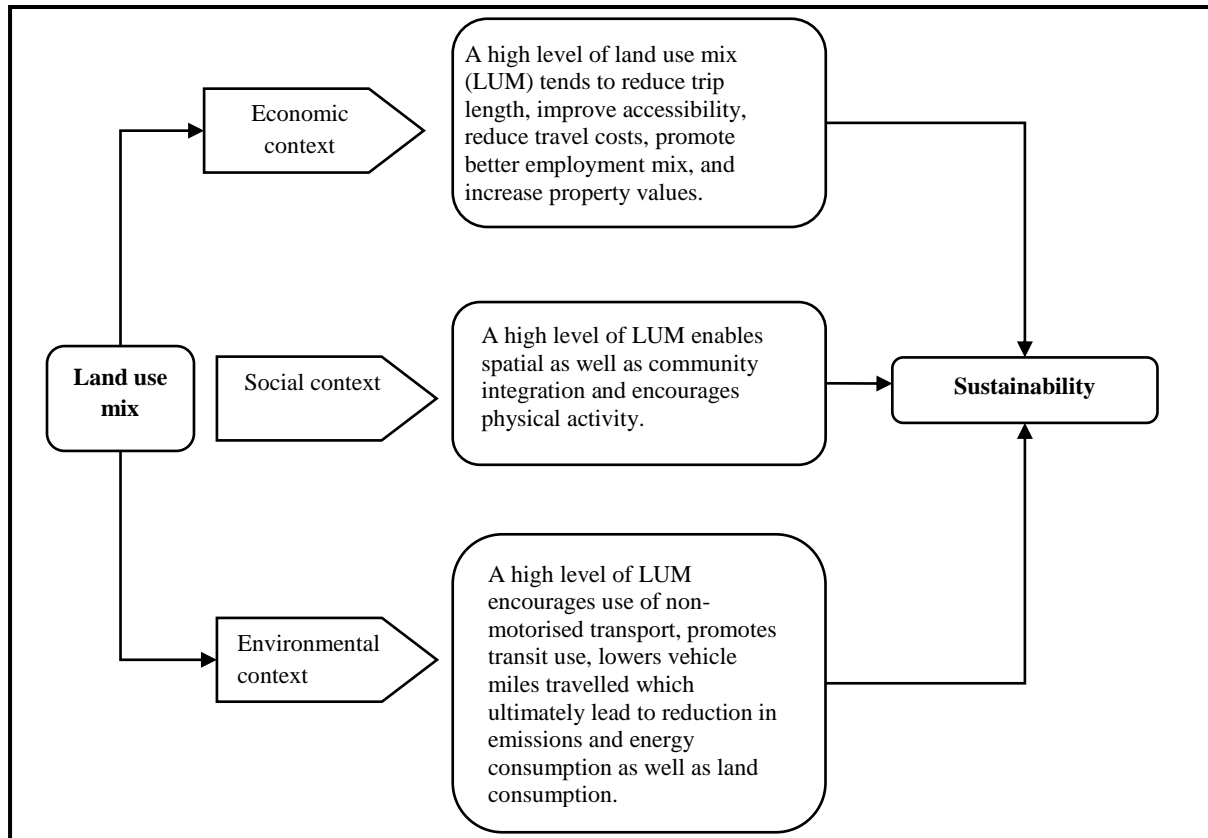 A high level of land use mix
(LUM) tends to reduce trip
length, improve accessibility,
reduce travel costs, promote
better employment mix, and
increase property values.
Economic
context
Land use
mix
Social context
A high level of LUM enables
spatial as well as community
integration and encourages
physical activity.
Sustainability
Environmental
context
A high level of LUM
encourages use of non-
motorised transport, promotes
transit use, lowers vehicle
miles travelled which
ultimately lead to reduction in
emissions and energy
consumption as well as land
consumption.